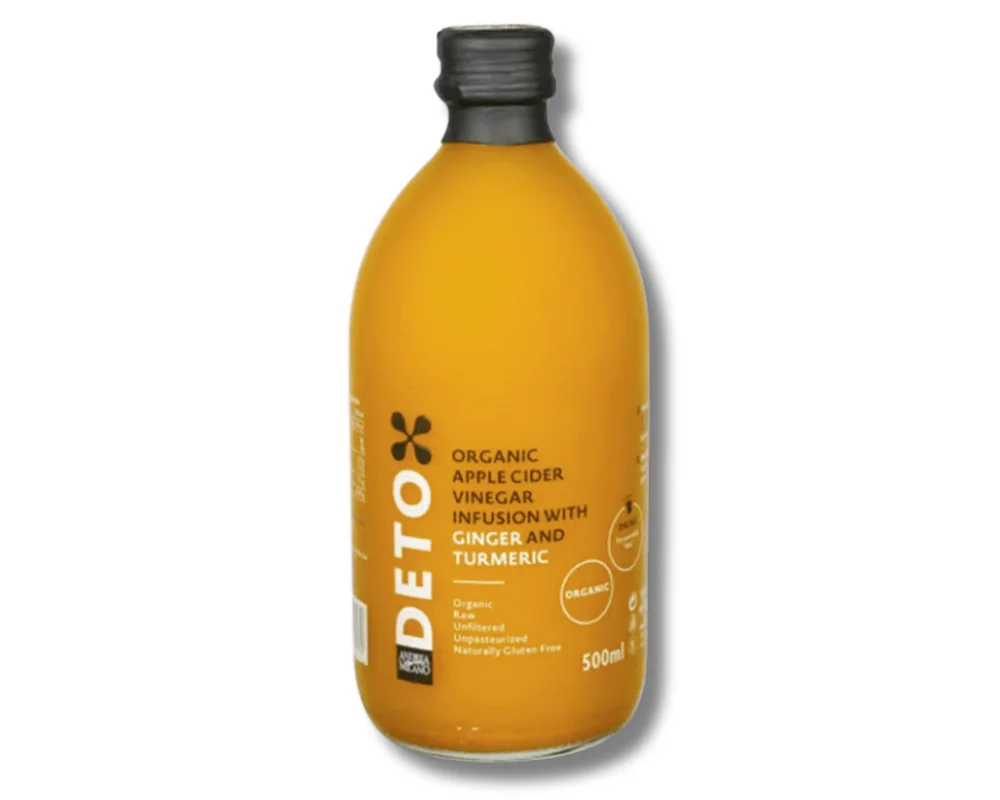 DETOX
ANDREA
MILANO
ORGANIC
APPLE CIDER
VINEGAR
INFUSION WITH
GINGER AND
TURMERIC
Organic
Raw
Unfiltered
Unpasteurized
Naturally Gluten Free
ORGANIC
500ml